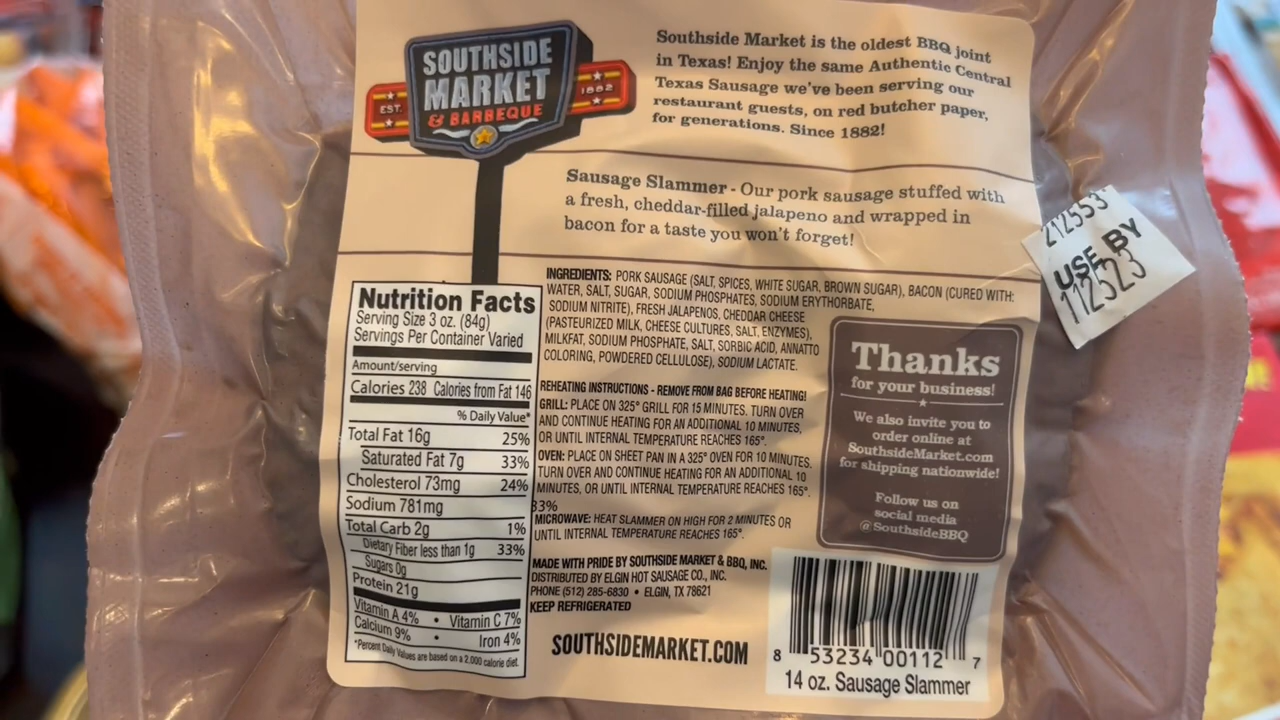 SOUTHSIDE
MARKET
& BARBEQUE
EST.
1882
Southside Market is the oldest BBQ joint
in Texas! Enjoy the same Authentic Central
Texas Sausage we've been serving our
restaurant guests, on red butcher paper,
for generations. Since 1882!
Sausage Slammer - Our pork sausage stuffed with
a fresh, cheddar-filled jalapeno and wrapped in
bacon for a taste you won't forget!
212553
USE BY
112523
Nutrition Facts
Serving Size 3 oz. (84g)
Servings Per Container Varied
Amount/serving
Calories 238 Calories from Fat 146
% Daily Value*
Total Fat 16g 25%
Saturated Fat 7g 33%
Cholesterol 73mg 24%
Sodium 781mg 33%
Total Carb 2g 1%
Dietary Fiber less than 1g 33%
Sugars 0g
Protein 21g
Vitamin A 4% • Vitamin C 7%
Calcium 9% • Iron 4%
*Percent Daily Values are based on a 2,000 calorie diet.
INGREDIENTS: PORK SAUSAGE (SALT, SPICES, WHITE SUGAR, BROWN SUGAR), BACON (CURED WITH:
WATER, SALT, SUGAR, SODIUM PHOSPHATES, SODIUM ERYTHORBATE,
SODIUM NITRITE), FRESH JALAPENOS, CHEDDAR CHEESE
(PASTEURIZED MILK, CHEESE CULTURES, SALT, ENZYMES),
MILKFAT, SODIUM PHOSPHATE, SALT, SORBIC ACID, ANNATTO
COLORING, POWDERED CELLULOSE), SODIUM LACTATE.
REHEATING INSTRUCTIONS - REMOVE FROM BAG BEFORE HEATING!
GRILL: PLACE ON 325° GRILL FOR 15 MINUTES. TURN OVER
AND CONTINUE HEATING FOR AN ADDITIONAL 10 MINUTES,
OR UNTIL INTERNAL TEMPERATURE REACHES 165°.
OVEN: PLACE ON SHEET PAN IN A 325° OVEN FOR 10 MINUTES.
TURN OVER AND CONTINUE HEATING FOR AN ADDITIONAL 10
MINUTES, OR UNTIL INTERNAL TEMPERATURE REACHES 165°.
MICROWAVE: HEAT SLAMMER ON HIGH FOR 2 MINUTES OR
UNTIL INTERNAL TEMPERATURE REACHES 165°.
MADE WITH PRIDE BY SOUTHSIDE MARKET & BBQ, INC.
DISTRIBUTED BY ELGIN HOT SAUSAGE CO., INC.
PHONE (512) 285-6830 • ELGIN, TX 78621
KEEP REFRIGERATED
SOUTHSIDEMARKET.COM
Thanks
for your business!
We also invite you to
order online at
SouthsideMarket.com
for shipping nationwide!
Follow us on
social media
@SouthsideBBQ
8 53234 00112 7
14 oz. Sausage Slammer